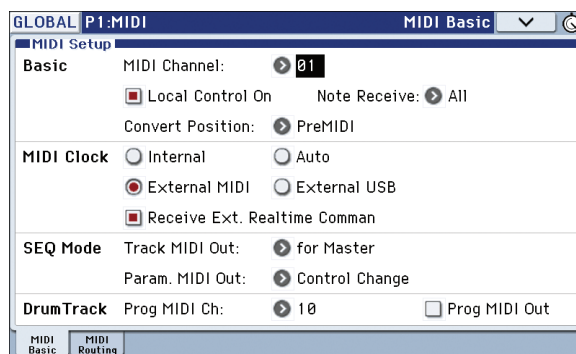 GLOBAL P1:MIDI MIDI Basic
MIDI Setup
Basic MIDI Channel: 01
Local Control On Note Receive: All
Convert Position: PreMIDI
MIDI Clock Internal Auto
External MIDI External USB
Receive Ext. Realtime Comman
SEQ Mode Track MIDI Out: for Master
Param. MIDI Out: Control Change
DrumTrack Prog MIDI Ch: 10 Prog MIDI Out
MIDI Basic MIDI Routing